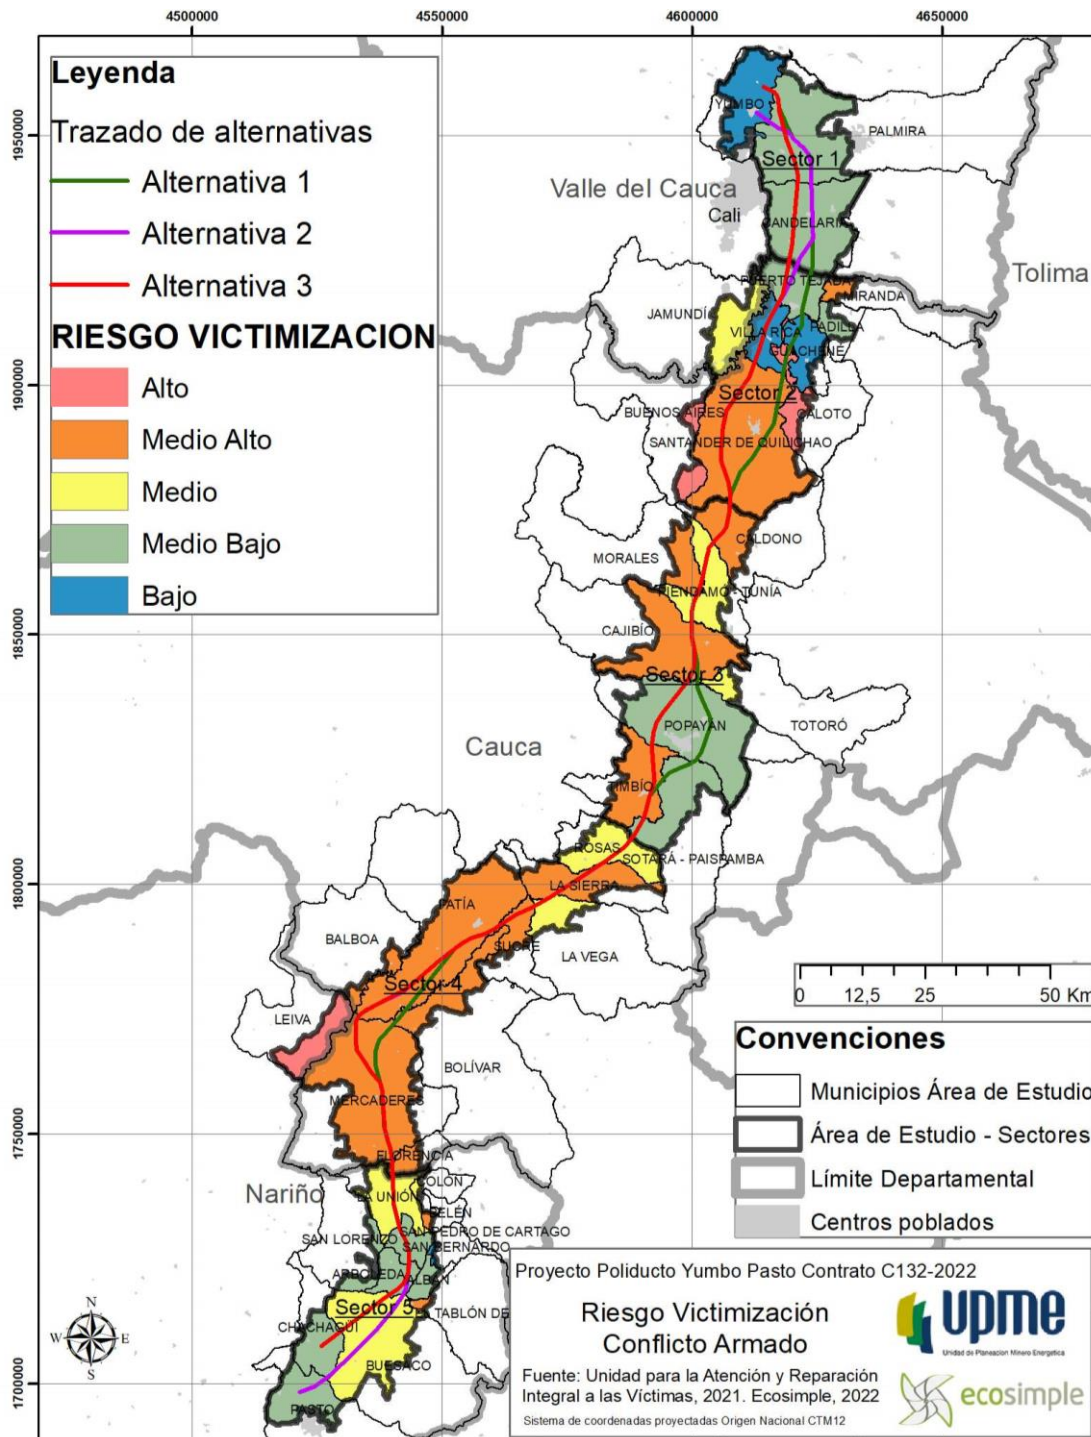 4500000
4550000
4600000
4650000
Leyenda
Trazado de alternativas
Alternativa 1
Alternativa 2
Alternativa 3
RIESGO VICTIMIZACION
Alto
Medio Alto
Medio
Medio Bajo
Bajo
1950000
1900000
1850000
1800000
1750000
1700000
YUMBO
PALMIRA
Sector 1
Valle del Cauca
Cali
CANDELARIA
Tolima
PUERTO TEJADA
MIRANDA
JAMUNDÍ
VILLA RICA
PADILLA
GUACHENÉ
Sector 2
BUENOS AIRES
CALOTO
SANTANDER DE QUILICHAO
CALDONO
MORALES
PIENDAMÓ - TUNÍA
CAJIBÍO
Sector 3
POPAYÁN
TOTORÓ
Cauca
TIMBÍO
ROSAS
SOTARÁ - PAISPAMBA
LA SIERRA
PATÍA
BALBOA
SUCRE
LA VEGA
Sector 4
LEIVA
BOLÍVAR
MERCADERES
FLORENCIA
COLÓN
Nariño
LA UNIÓN
BELÉN
SAN PEDRO DE CARTAGO
SAN LORENZO
SAN BERNARDO
ARBOLEDA
ALBÁN
Sector 5
TABLÓN DE
CHACHAGÜÍ
BUESACO
PASTO
0 12,5 25 50 Km
Convenciones
Municipios Área de Estudio
Área de Estudio - Sectores
Límite Departamental
Centros poblados
N
W E
S
Proyecto Poliducto Yumbo Pasto Contrato C132-2022
Riesgo Victimización
Conflicto Armado
Fuente: Unidad para la Atención y Reparación
Integral a las Víctimas, 2021. Ecosimple, 2022
Sistema de coordenadas proyectadas Origen Nacional CTM12
upme
Unidad de Planeación Minero Energética
ecosimple